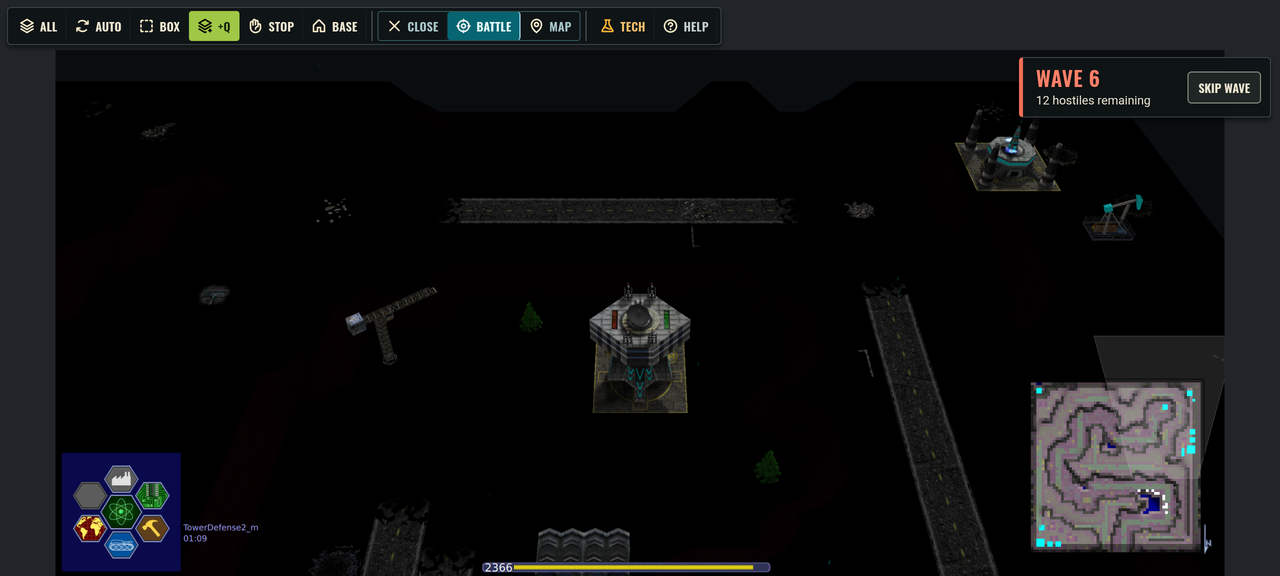 ALL AUTO BOX +Q STOP BASE CLOSE BATTLE MAP TECH HELP
WAVE 6
12 hostiles remaining
SKIP WAVE
TowerDefense2_m
01:09
2366